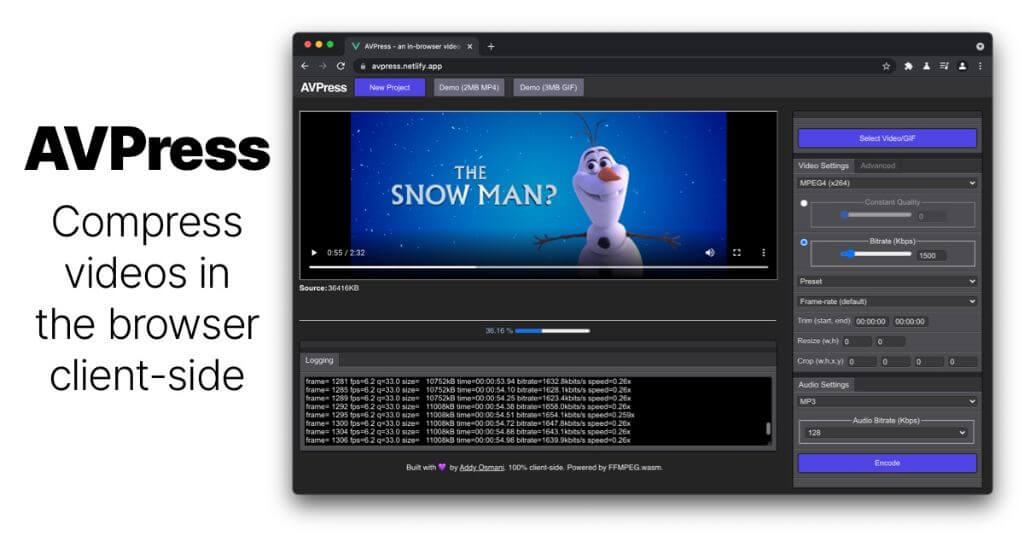 AVPress
Compress
videos in
the browser
client-side
AVPress - an in-browser video
avpress.netlify.app
AVPress
New Project
Demo (2MB MP4)
Demo (3MB GIF)
THE
SNOW MAN?
0:55 / 2:32
Source: 36416KB
36.16 %
Logging
frame= 1281 fps=6.2 q=33.0 size= 10752kB time=00:00:53.94 bitrate=1632.8kbits/s speed=0.26x
frame= 1285 fps=6.2 q=33.0 size= 10752kB time=00:00:54.10 bitrate=1628.1kbits/s speed=0.26x
frame= 1289 fps=6.2 q=33.0 size= 10752kB time=00:00:54.25 bitrate=1623.4kbits/s speed=0.26x
frame= 1292 fps=6.2 q=33.0 size= 11008kB time=00:00:54.38 bitrate=1658.0kbits/s speed=0.26x
frame= 1295 fps=6.2 q=33.0 size= 11008kB time=00:00:54.51 bitrate=1654.1kbits/s speed=0.259x
frame= 1300 fps=6.2 q=33.0 size= 11008kB time=00:00:54.72 bitrate=1647.8kbits/s speed=0.26x
frame= 1304 fps=6.2 q=33.0 size= 11008kB time=00:00:54.88 bitrate=1643.1kbits/s speed=0.26x
frame= 1306 fps=6.2 q=33.0 size= 11008kB time=00:00:54.98 bitrate=1639.9kbits/s speed=0.26x
Built with 💜 by Addy Osmani. 100% client-side. Powered by FFMPEG.wasm.
Select Video/GIF
Video Settings
Advanced
MPEG4 (x264)
Constant Quality
0
Bitrate (Kbps)
1500
Preset
Frame-rate (default)
Trim (start, end) 00:00:00 00:00:00
Resize (w,h) 0 0
Crop (w,h,x,y) 0 0 0 0
Audio Settings
MP3
Audio Bitrate (Kbps)
128
Encode